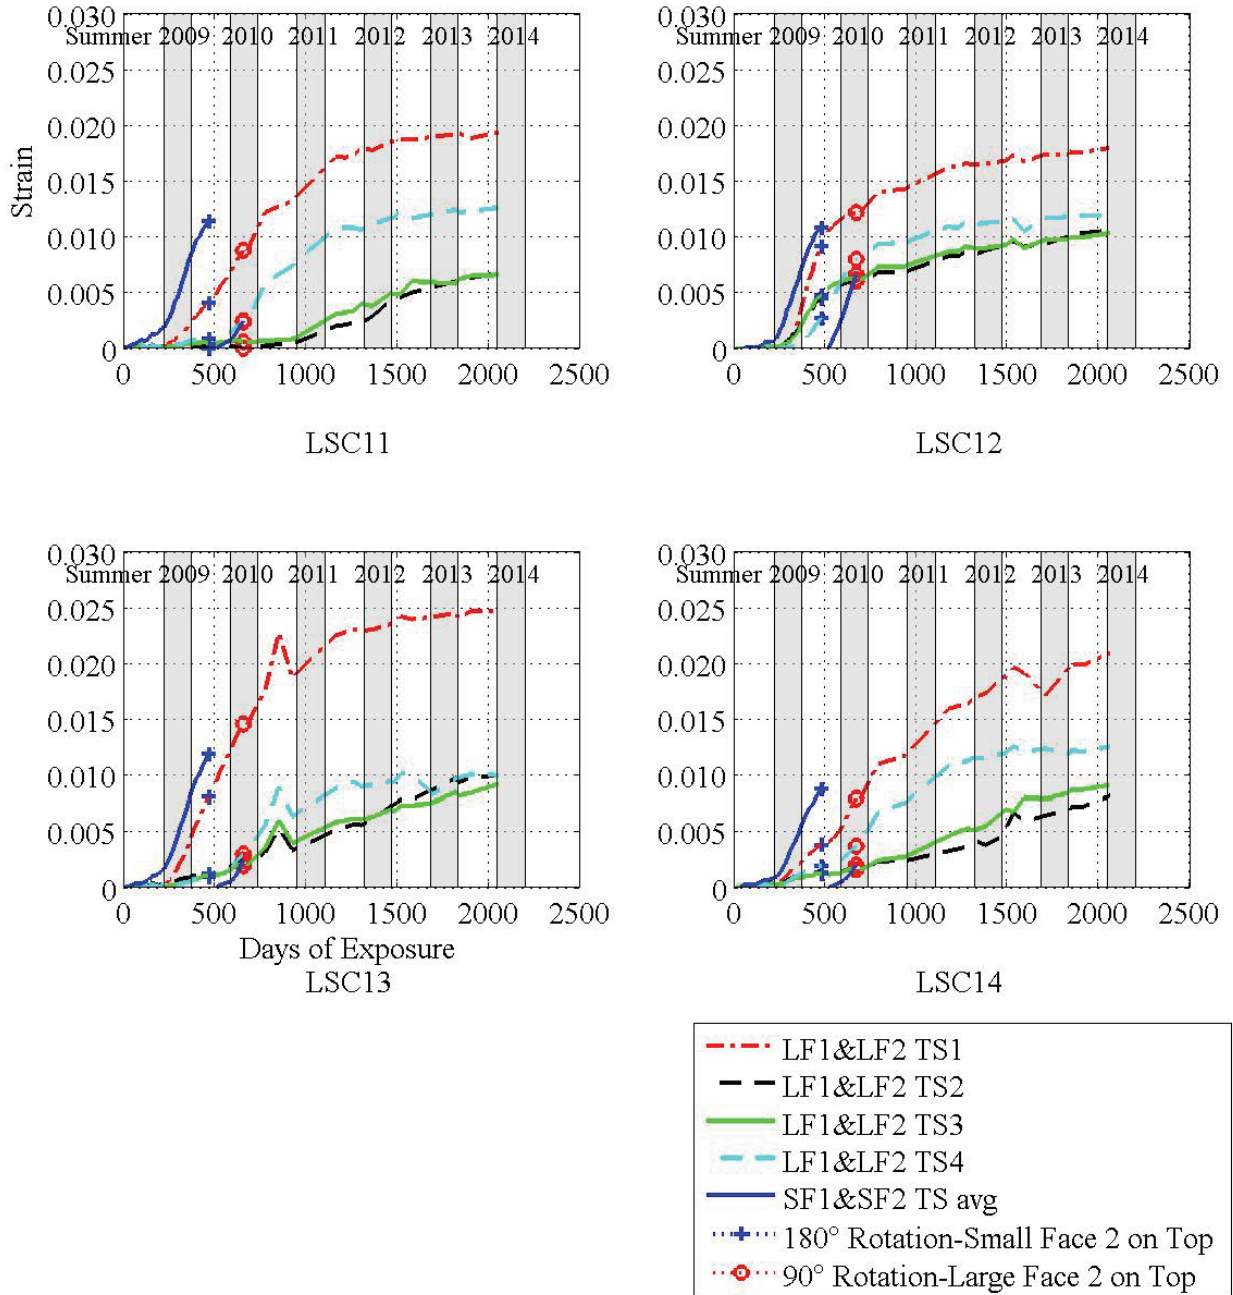 Summer 2009 2010 2011 2012 2013 2014
0.030
0.025
0.020
0.015
0.010
0.005
0
Strain
0 500 1000 1500 2000 2500
LSC11
Summer 2009 2010 2011 2012 2013 2014
0.030
0.025
0.020
0.015
0.010
0.005
0
0 500 1000 1500 2000 2500
LSC12
0.030
Summer 2009 2010 2011 2012 2013 2014
0.025
0.020
0.015
0.010
0.005
0
0 500 1000 1500 2000 2500
Days of Exposure
LSC13
0.030
Summer 2009 2010 2011 2012 2013 2014
0.025
0.020
0.015
0.010
0.005
0
0 500 1000 1500 2000 2500
LSC14
LF1&LF2 TS1
LF1&LF2 TS2
LF1&LF2 TS3
LF1&LF2 TS4
SF1&SF2 TS avg
180° Rotation-Small Face 2 on Top
90° Rotation-Large Face 2 on Top